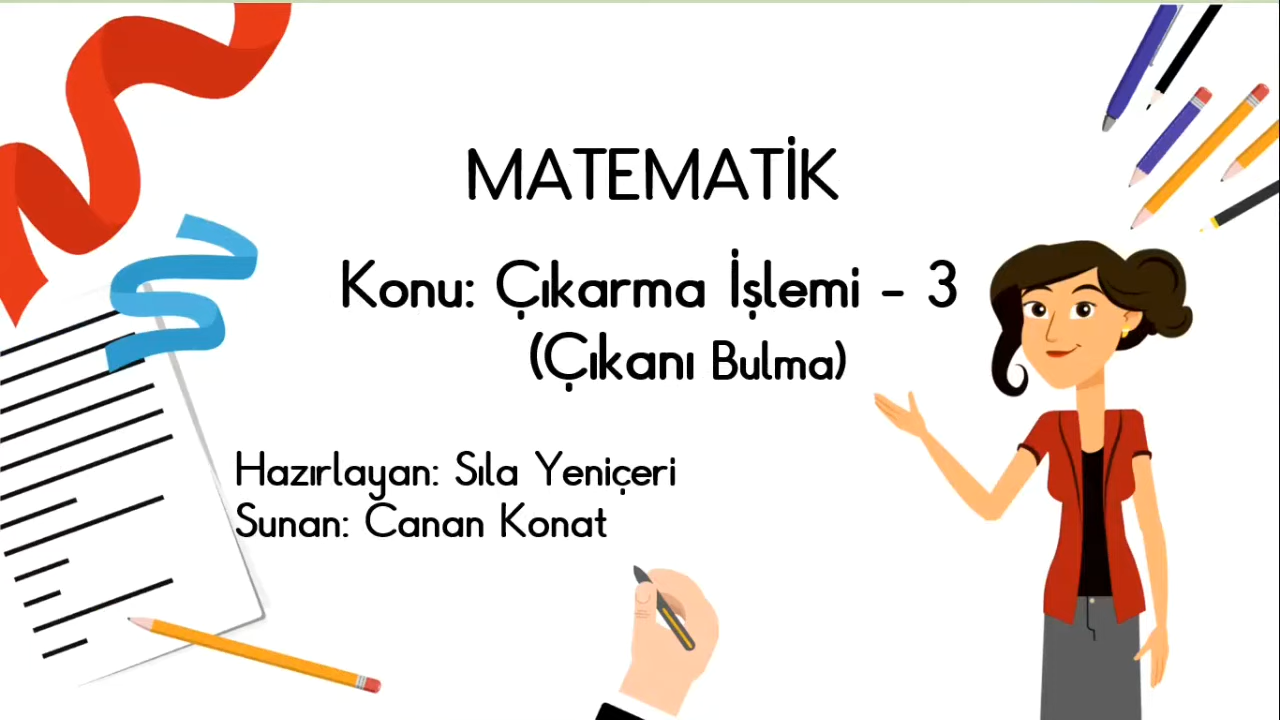 MATEMATİK
Konu: Çıkarma İşlemi - 3
(Çıkanı Bulma)
Hazırlayan: Sıla Yeniçeri
Sunan: Canan Konat